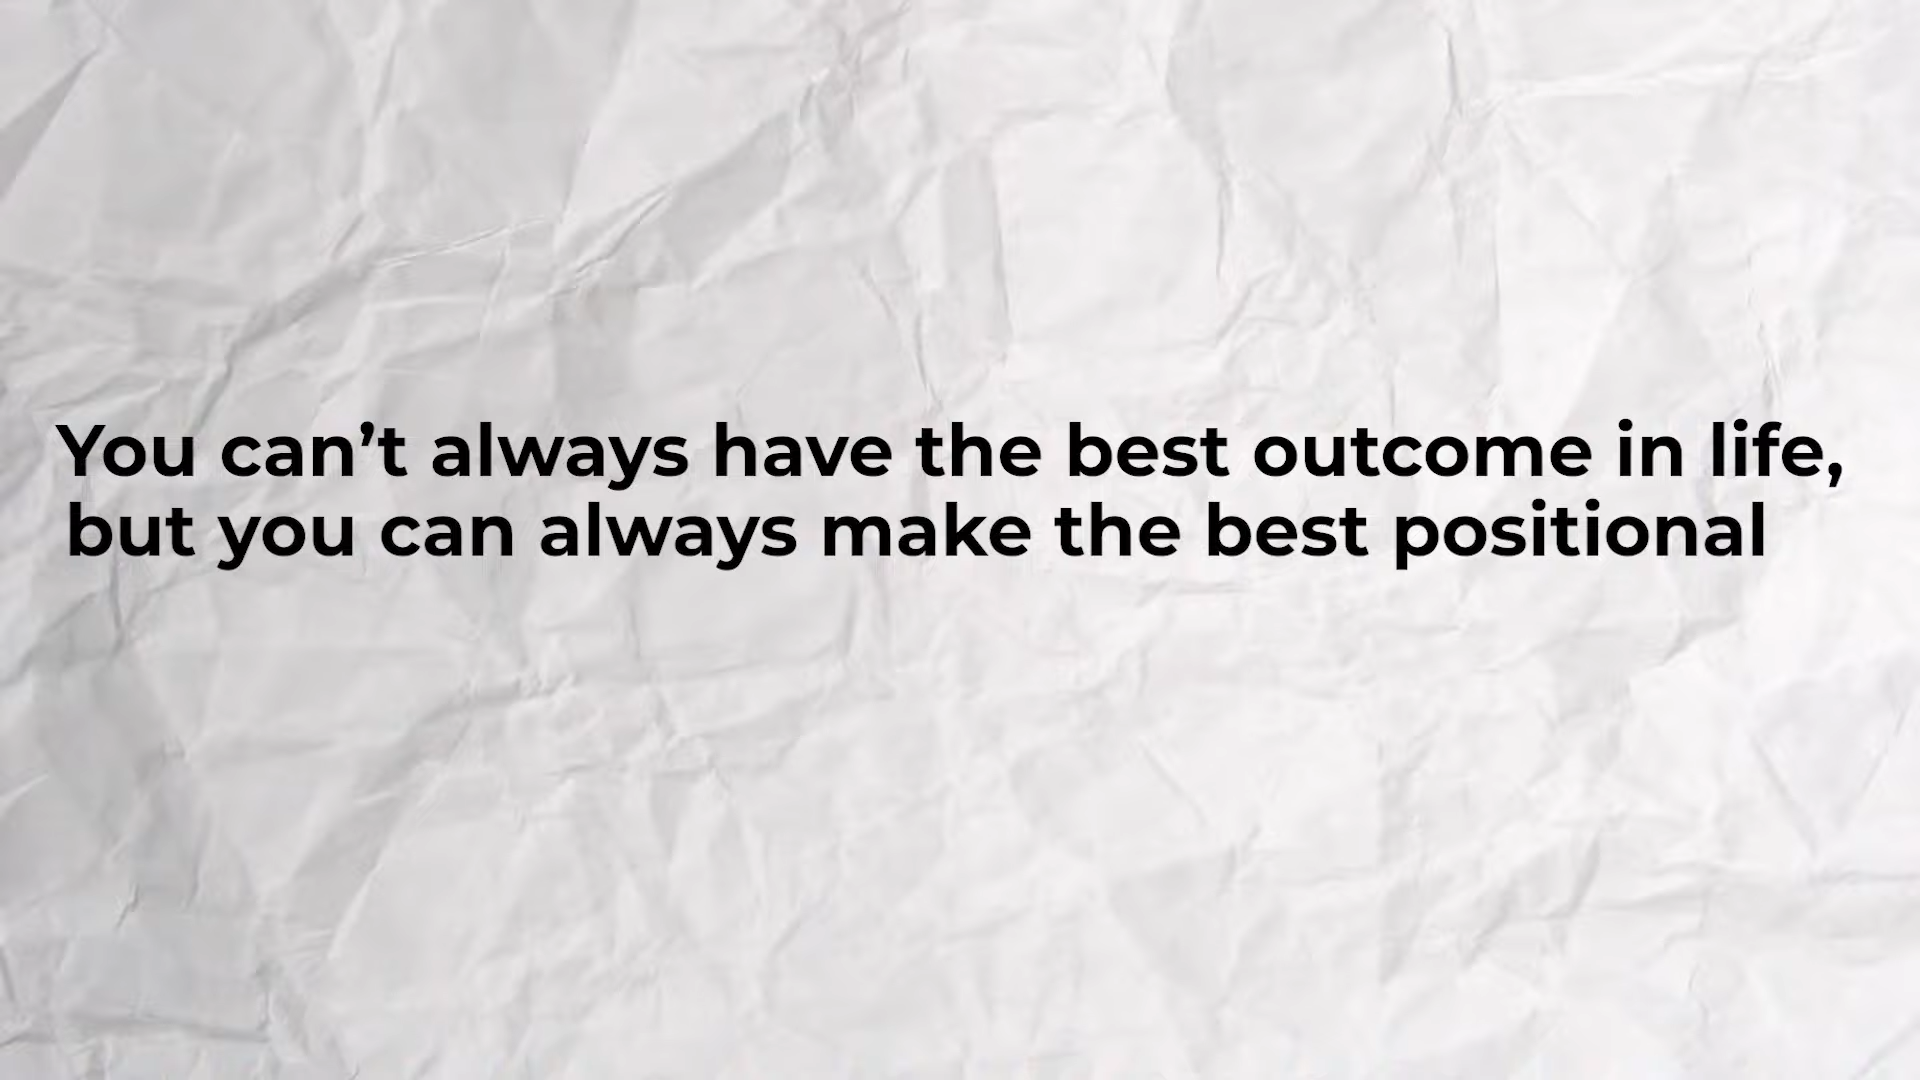 You can’t always have the best outcome in life,
but you can always make the best positional